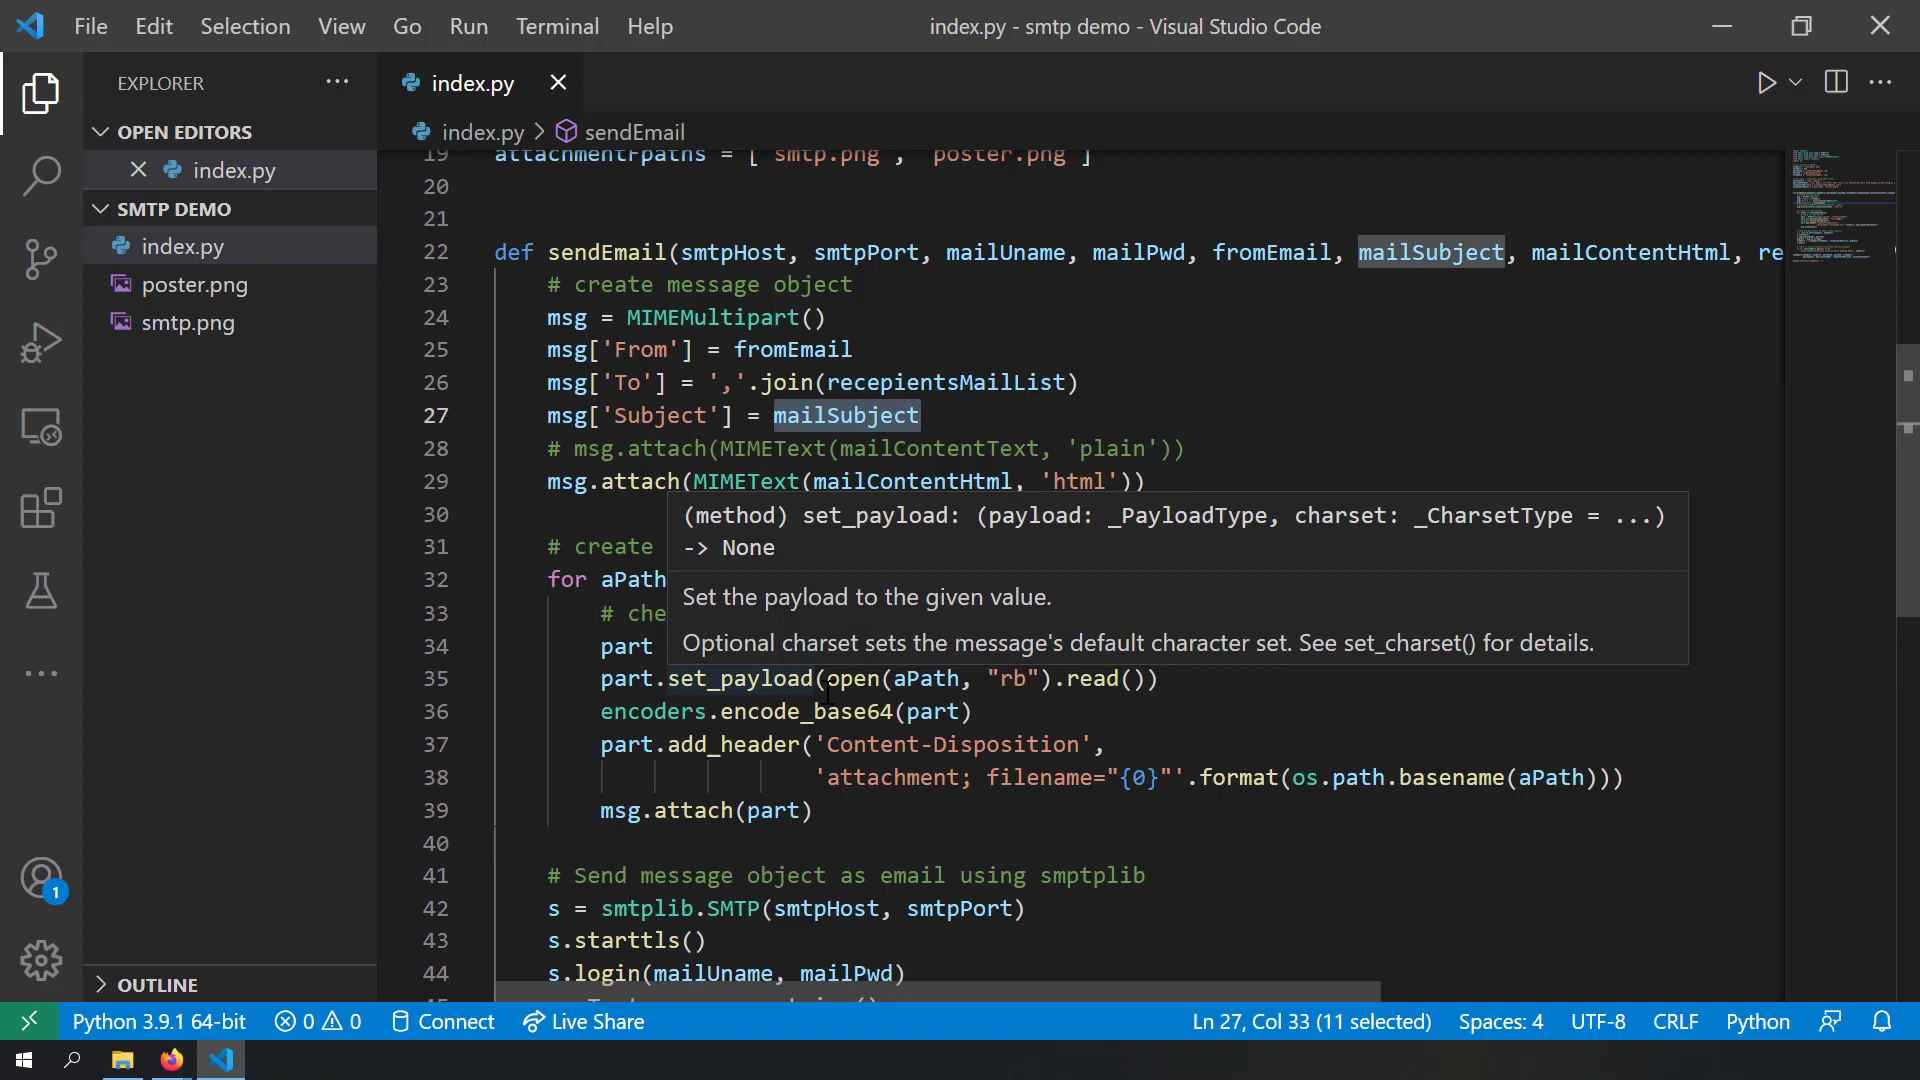 File Edit Selection View Go Run Terminal Help
index.py - smtp demo - Visual Studio Code
EXPLORER
index.py
OPEN EDITORS
index.py
SMTP DEMO
index.py
poster.png
smtp.png
OUTLINE
index.py > sendEmail
19 attachmentFpaths = ["smtp.png", "poster.png"]
20
21
22 def sendEmail(smtpHost, smtpPort, mailUname, mailPwd, fromEmail, mailSubject, mailContentHtml, re
23 # create message object
24 msg = MIMEMultipart()
25 msg['From'] = fromEmail
26 msg['To'] = ','.join(recepientsMailList)
27 msg['Subject'] = mailSubject
28 # msg.attach(MIMEText(mailContentText, 'plain'))
29 msg.attach(MIMEText(mailContentHtml, 'html'))
30
(method) set_payload: (payload: _PayloadType, charset: _CharsetType = ...)
-> None
Set the payload to the given value.
Optional charset sets the message's default character set. See set_charset() for details.
31 # create
32 for aPath
33 # che
34 part
35 part.set_payload(open(aPath, "rb").read())
36 encoders.encode_base64(part)
37 part.add_header('Content-Disposition',
38 'attachment; filename="{0}"'.format(os.path.basename(aPath)))
39 msg.attach(part)
40
41 # Send message object as email using smptplib
42 s = smtplib.SMTP(smtpHost, smtpPort)
43 s.starttls()
44 s.login(mailUname, mailPwd)
1
Python 3.9.1 64-bit 0 0 Connect Live Share Ln 27, Col 33 (11 selected) Spaces: 4 UTF-8 CRLF Python